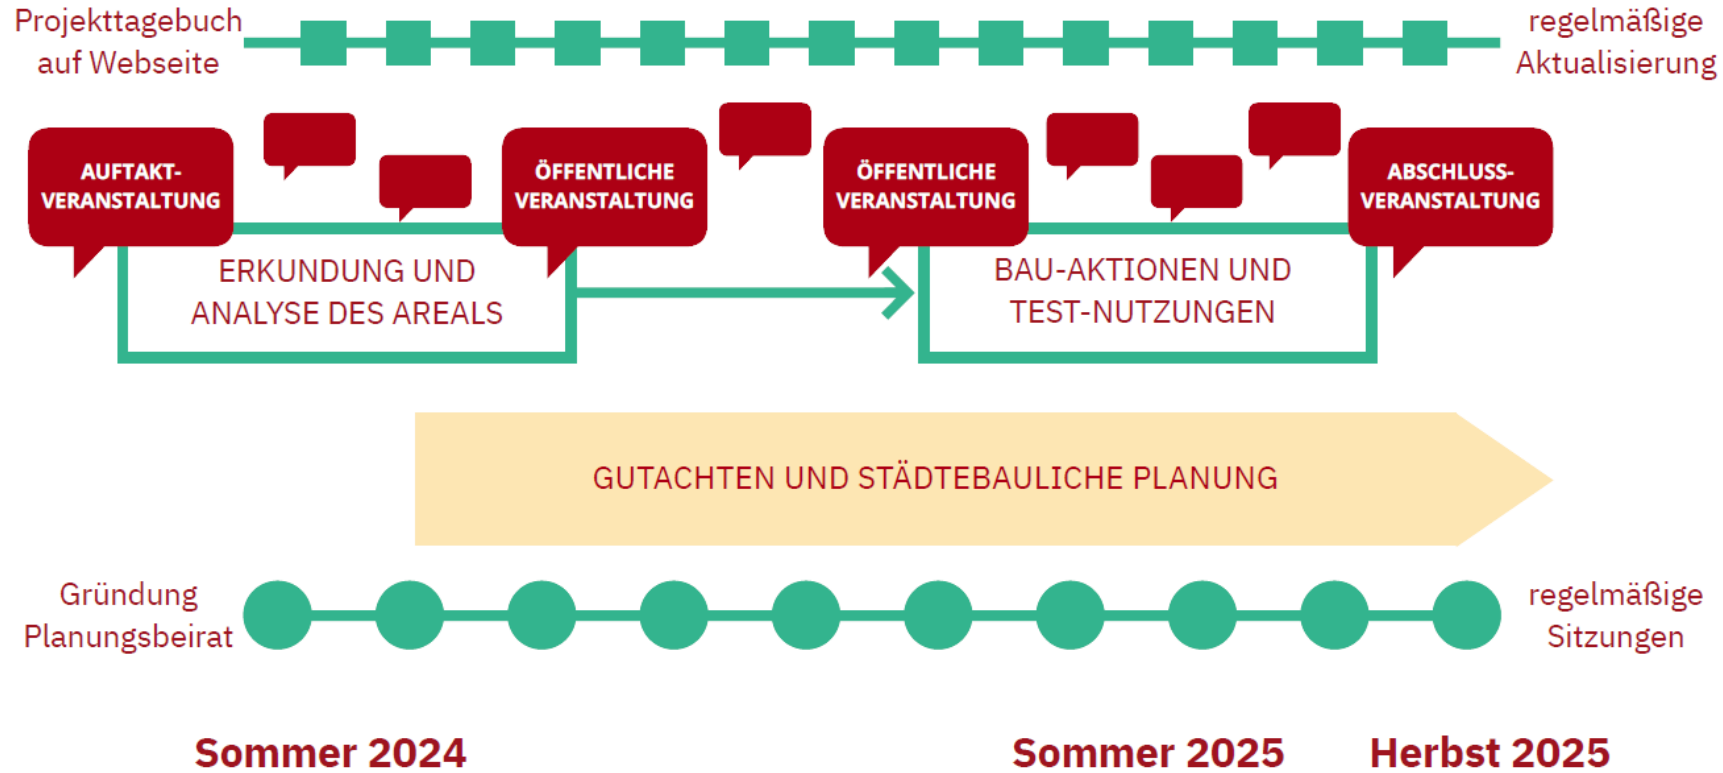 Projekttagebuch
auf Webseite
regelmäßige
Aktualisierung
AUFTAKT-
VERANSTALTUNG
ÖFFENTLICHE
VERANSTALTUNG
ÖFFENTLICHE
VERANSTALTUNG
ABSCHLUSS-
VERANSTALTUNG
ERKUNDUNG UND
ANALYSE DES AREALS
BAU-AKTIONEN UND
TEST-NUTZUNGEN
GUTACHTEN UND STÄDTEBAULICHE PLANUNG
Gründung
Planungsbeirat
regelmäßige
Sitzungen
Sommer 2024
Sommer 2025
Herbst 2025